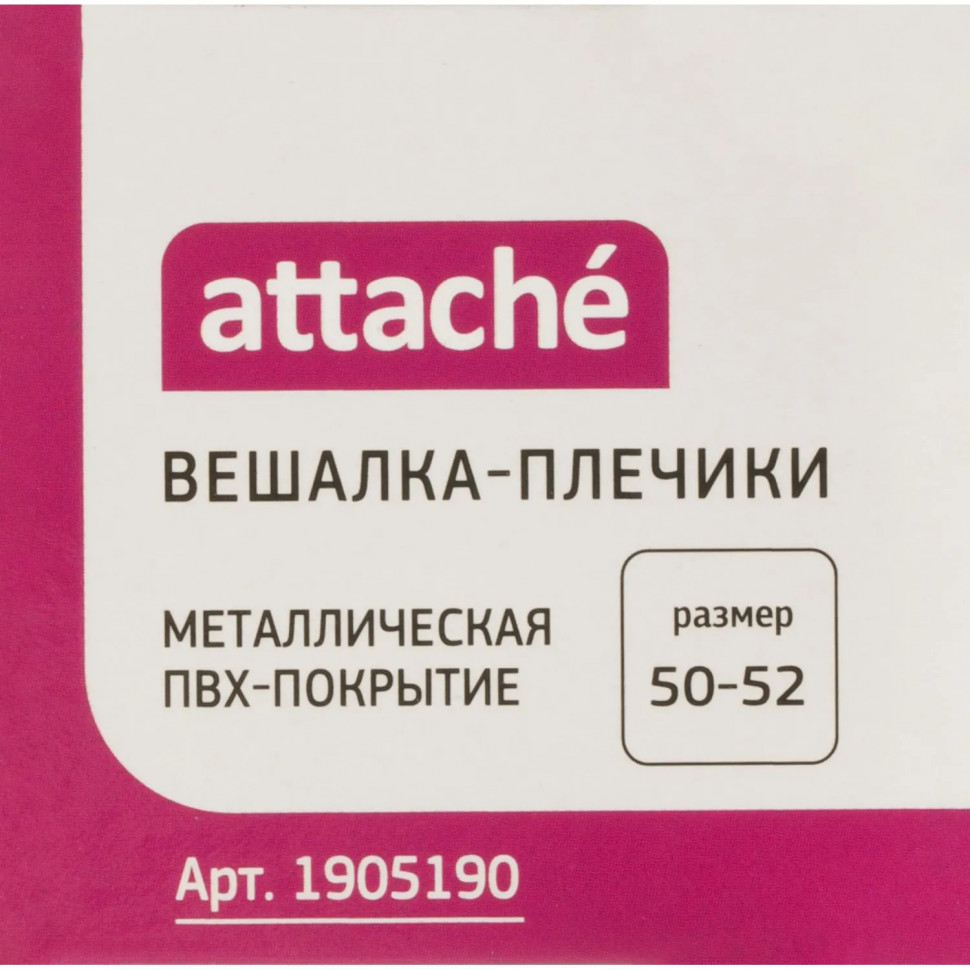 attaché
ВЕШАЛКА-ПЛЕЧИКИ
МЕТАЛЛИЧЕСКАЯ
ПВХ-ПОКРЫТИЕ
размер
50-52
Арт. 1905190